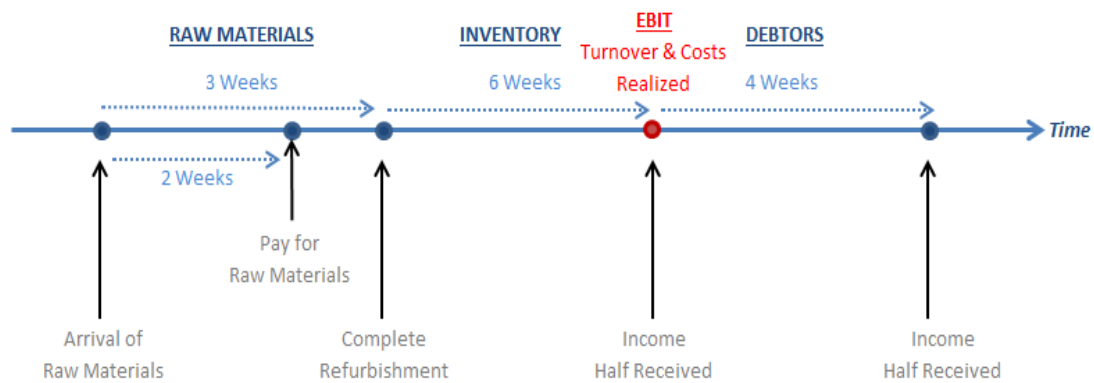 RAW MATERIALS
3 Weeks
INVENTORY
6 Weeks
EBIT
Turnover & Costs
Realized
DEBTORS
4 Weeks
Time
2 Weeks
Pay for
Raw Materials
Arrival of
Raw Materials
Complete
Refurbishment
Income
Half Received
Income
Half Received